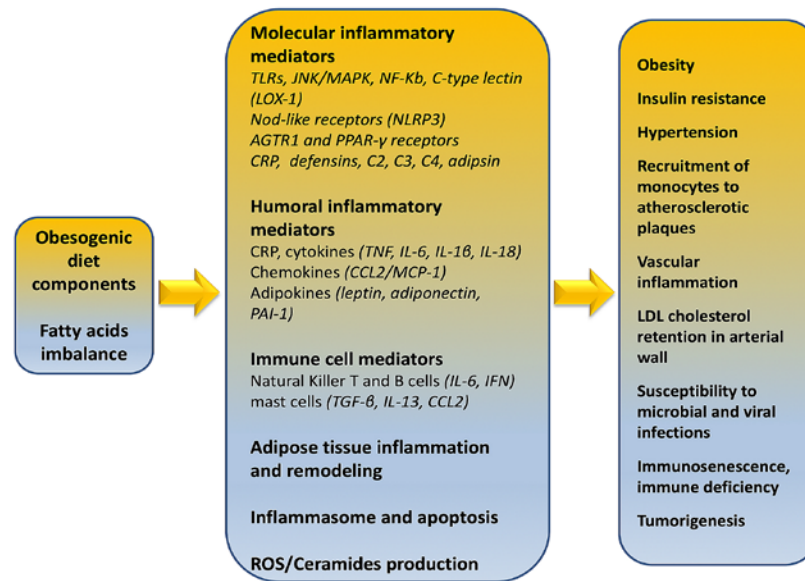 Obesogenic
diet
components
Fatty acids
imbalance
Molecular inflammatory
mediators
TLRs, JNK/MAPK, NF-Kb, C-type lectin
(LOX-1)
Nod-like receptors (NLRP3)
AGTR1 and PPAR-γ receptors
CRP, defensins, C2, C3, C4, adipsin
Humoral inflammatory
mediators
CRP, cytokines (TNF, IL-6, IL-1β, IL-18)
Chemokines (CCL2/MCP-1)
Adipokines (leptin, adiponectin,
PAI-1)
Immune cell mediators
Natural Killer T and B cells (IL-6, IFN)
mast cells (TGF-β, IL-13, CCL2)
Adipose tissue inflammation
and remodeling
Inflammasome and apoptosis
ROS/Ceramides production
Obesity
Insulin resistance
Hypertension
Recruitment of
monocytes to
atherosclerotic
plaques
Vascular
inflammation
LDL cholesterol
retention in arterial
wall
Susceptibility to
microbial and viral
infections
Immunosenescence,
immune deficiency
Tumorigenesis